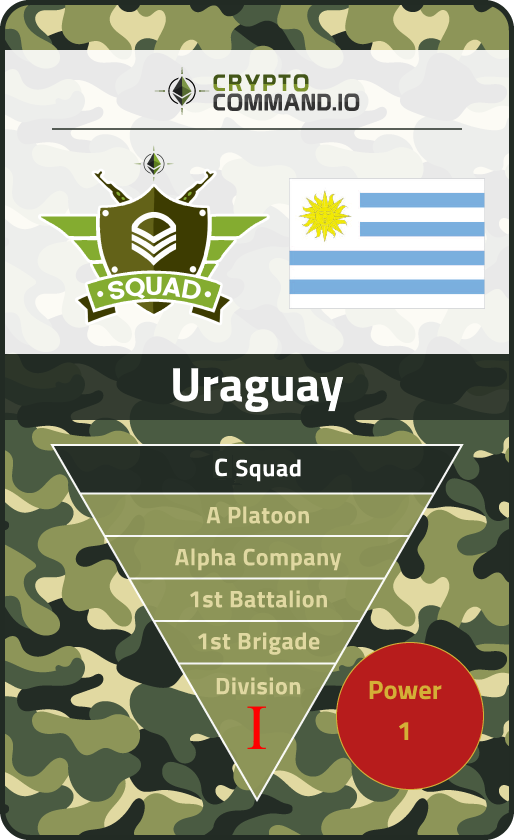 CRYPTO
COMMAND.IO
SQUAD
Uraguay
C Squad
A Platoon
Alpha Company
1st Battalion
1st Brigade
Division
I
Power
1